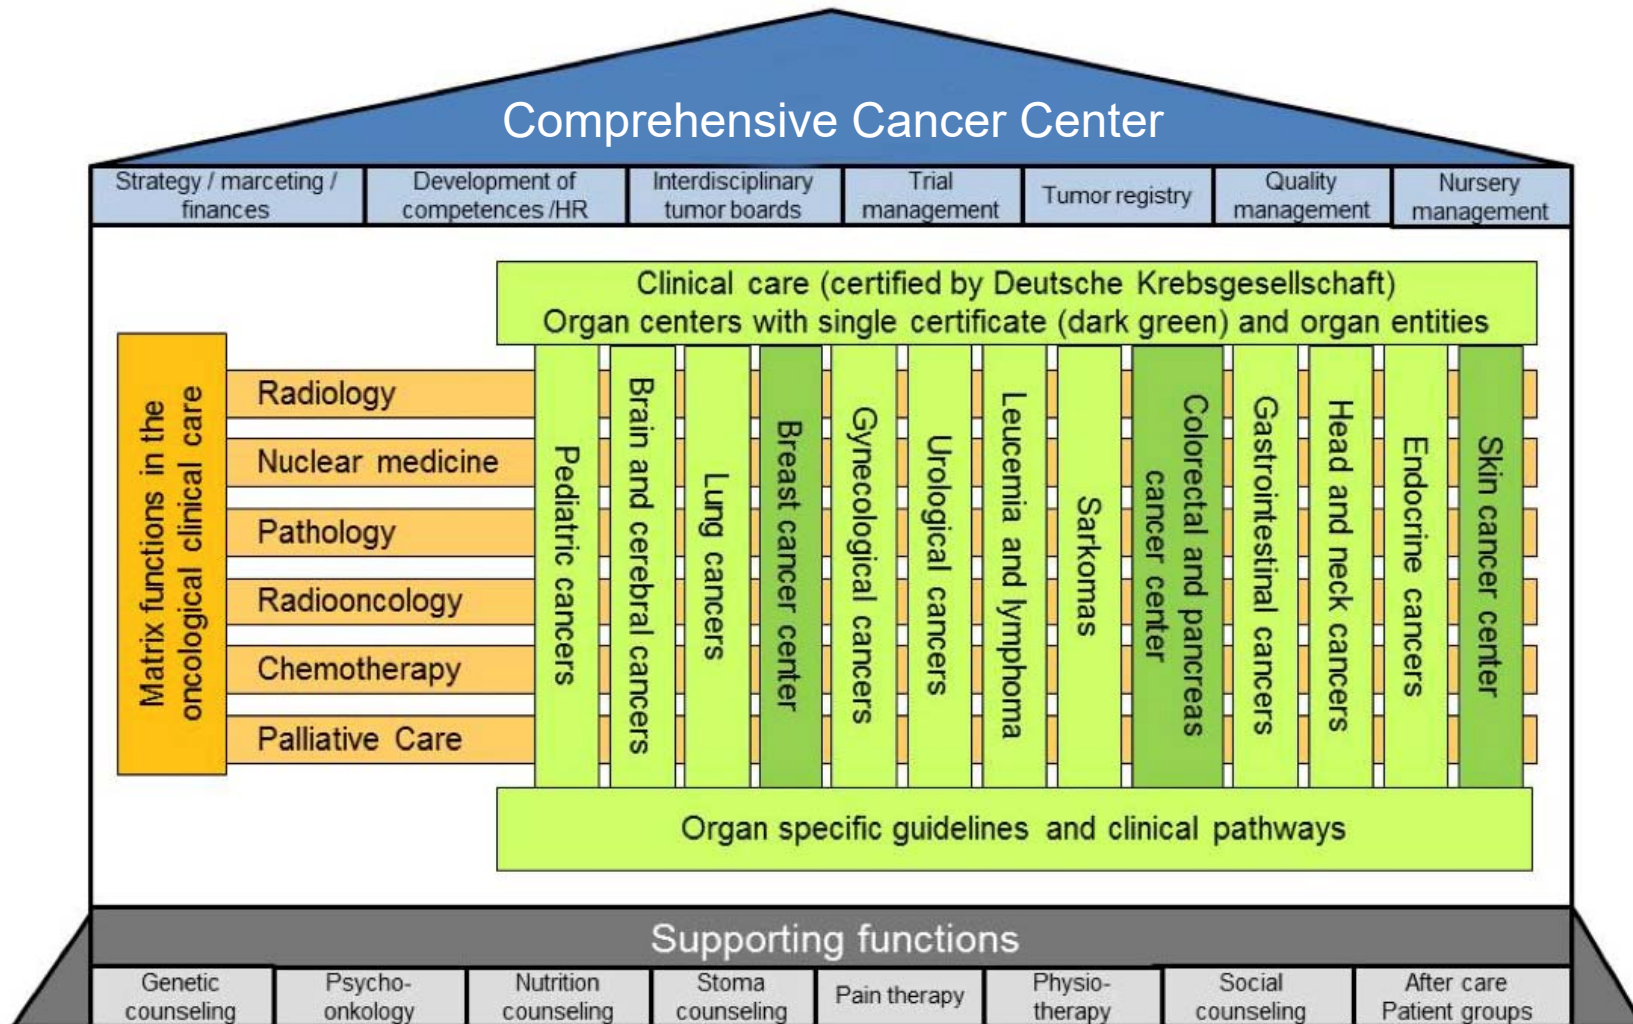 Comprehensive Cancer Center
Strategy / marceting /
finances
Development of
competences /HR
Interdisciplinary
tumor boards
Trial
management
Tumor registry
Quality
management
Nursery
management
Clinical care (certified by Deutsche Krebsgesellschaft)
Organ centers with single certificate (dark green) and organ entities
Matrix functions in the
oncological clinical care
Radiology
Nuclear medicine
Pathology
Radiooncology
Chemotherapy
Palliative Care
Pediatric cancers
Brain and cerebral cancers
Lung cancers
Breast cancer center
Gynecological cancers
Urological cancers
Leucemia and lymphoma
Sarkomas
Colorectal and pancreas
cancer center
Gastrointestinal cancers
Head and neck cancers
Endocrine cancers
Skin cancer center
Organ specific guidelines and clinical pathways
Supporting functions
Genetic
counseling
Psycho-
onkology
Nutrition
counseling
Stoma
counseling
Pain therapy
Physio-
therapy
Social
counseling
After care
Patient groups